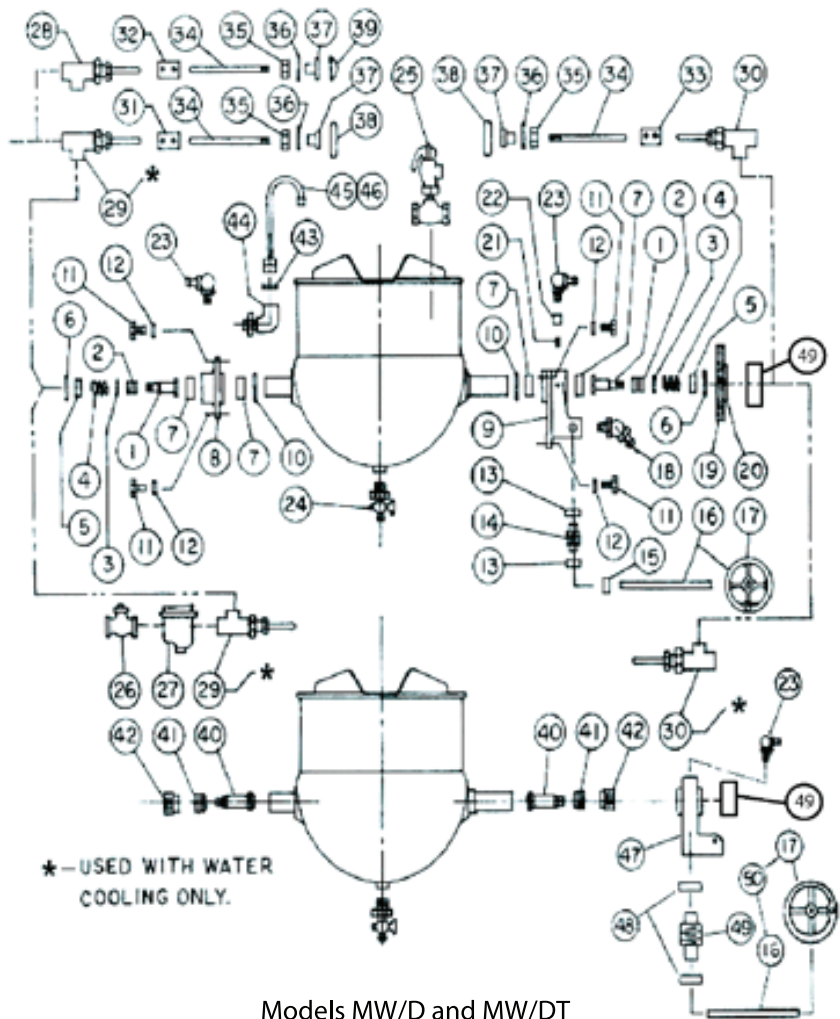 28 32 34 35 36 37 39
25 38 37 36 35 34 33 30
31 34 35 36 37 38
29 *
45 46
44 43
23 11 12
22 23 11 12 7 1 2 3 4
21
6 2 7 10 5 49
5 4 3 1 7 8 7 10
9 18 6 19 20
24
13 14 13 15 16 17
11 12 12 11
26 27 29 *
30 * 23
42 41 40 40 41 42
49
47
* – USED WITH WATER
COOLING ONLY.
50 17
48 49 16
Models MW/D and MW/DT